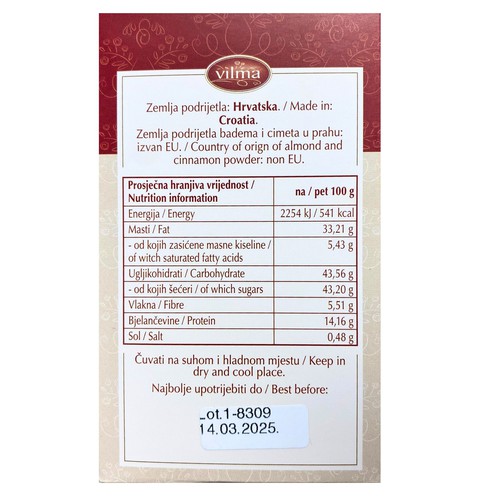 vilma
Zemlja podrijetla: Hrvatska. / Made in:
Croatia.
Zemlja podrijetla badema i cimeta u prahu:
izvan EU. / Country of orign of almond and
cinnamon powder: non EU.
Prosječna hranjiva vrijednost / na / pet 100 g
Nutrition information
Energija / Energy 2254 kJ / 541 kcal
Masti / Fat 33,21 g
- od kojih zasićene masne kiseline / 5,43 g
of witch saturated fatty acids
Ugljikohidrati / Carbohydrate 43,56 g
- od kojih šećeri / of which sugars 43,20 g
Vlakna / Fibre 5,51 g
Bjelančevine / Protein 14,16 g
Sol / Salt 0,48 g
Čuvati na suhom i hladnom mjestu / Keep in
dry and cool place.
Najbolje upotrijebiti do / Best before:
Lot.1-8309
14.03.2025.